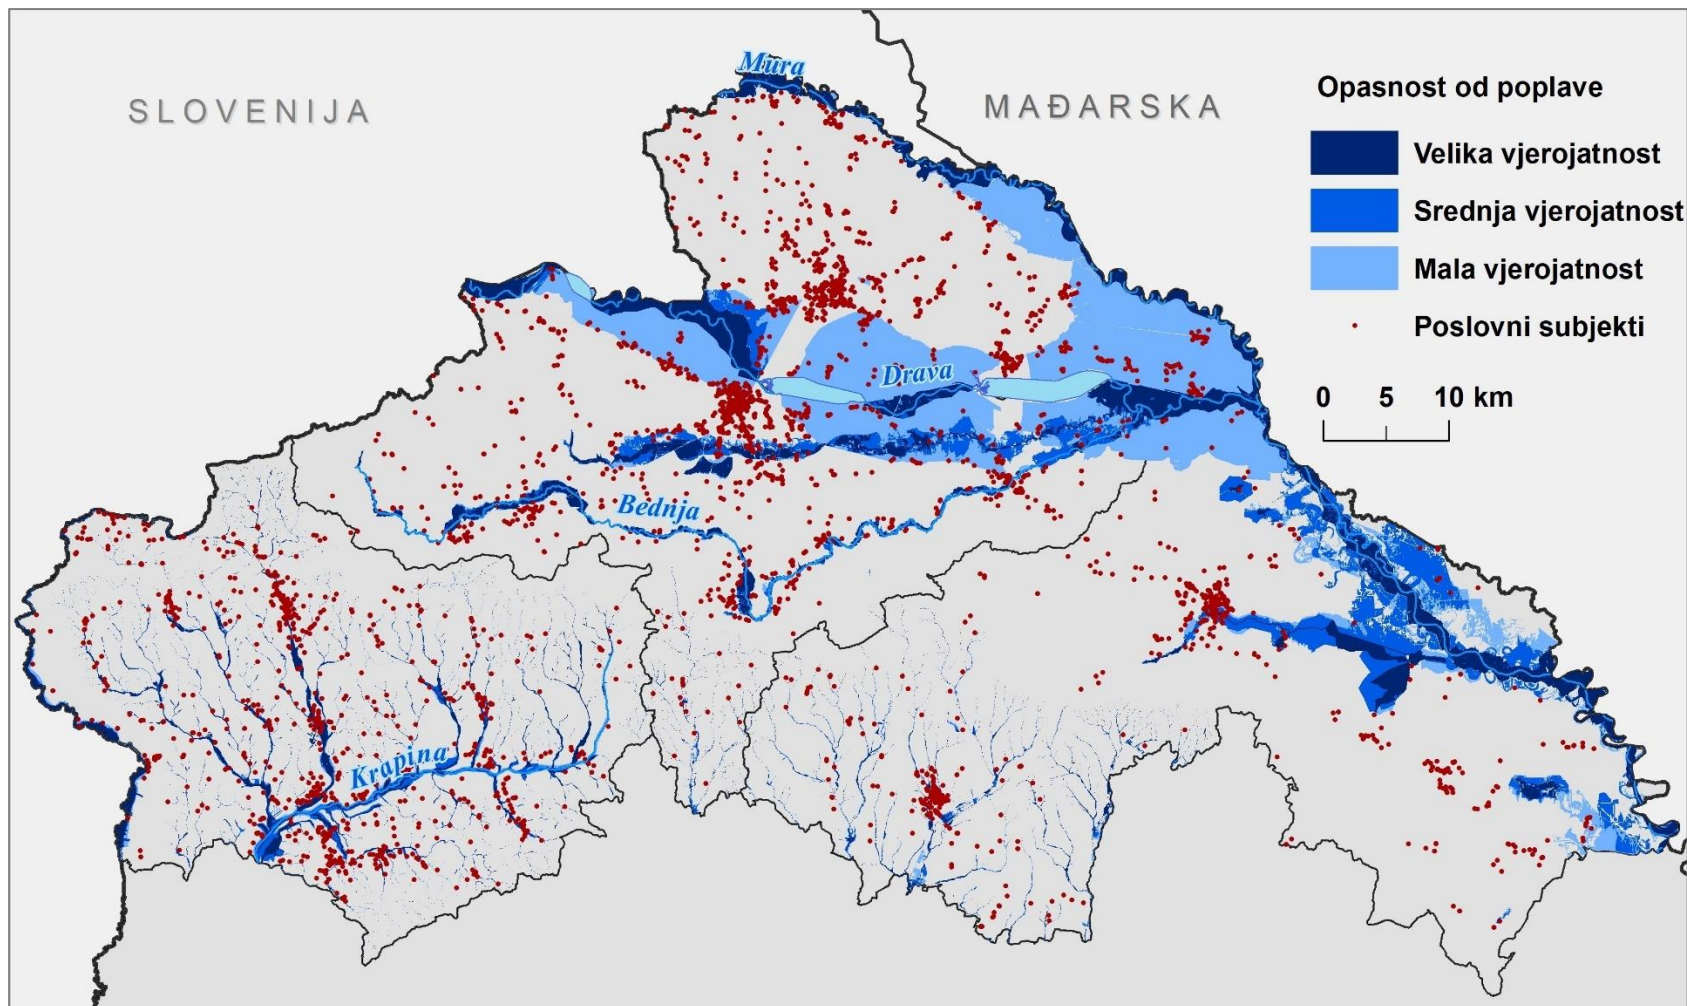 Mura
SLOVENIJA
MAĐARSKA
Opasnost od poplave
Velika vjerojatnost
Srednja vjerojatnost
Mala vjerojatnost
Poslovni subjekti
0 5 10 km
Drava
Bednja
Krapina